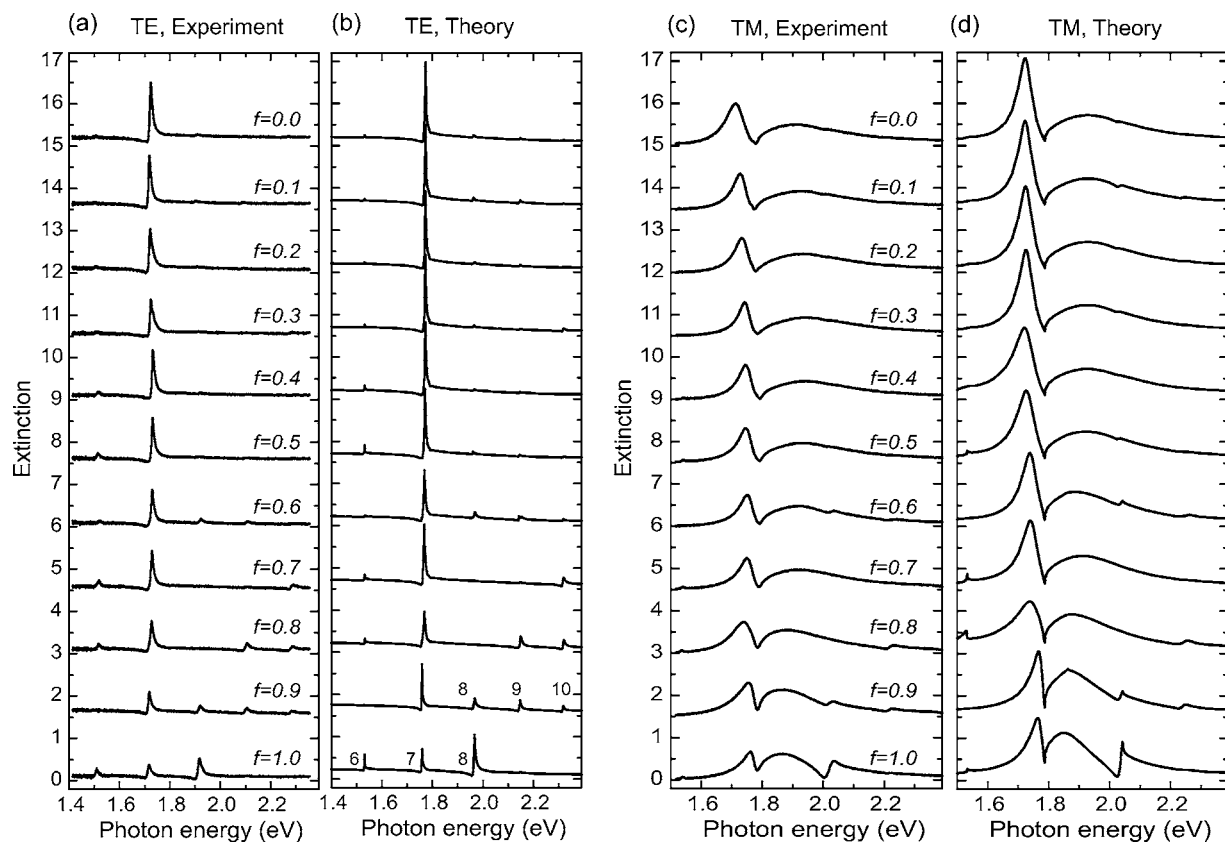 (a) TE, Experiment
(b) TE, Theory
(c) TM, Experiment
(d) TM, Theory
Extinction
17
16
15
14
13
12
11
10
9
8
7
6
5
4
3
2
1
0
f=0.0
f=0.1
f=0.2
f=0.3
f=0.4
f=0.5
f=0.6
f=0.7
f=0.8
f=0.9
f=1.0
1.4 1.6 1.8 2.0 2.2
Photon energy (eV)
8 9 10
6 7 8
1.4 1.6 1.8 2.0 2.2
Photon energy (eV)
Extinction
17
16
15
14
13
12
11
10
9
8
7
6
5
4
3
2
1
0
f=0.0
f=0.1
f=0.2
f=0.3
f=0.4
f=0.5
f=0.6
f=0.7
f=0.8
f=0.9
f=1.0
1.6 1.8 2.0 2.2
Photon energy (eV)
1.6 1.8 2.0 2.2
Photon energy (eV)